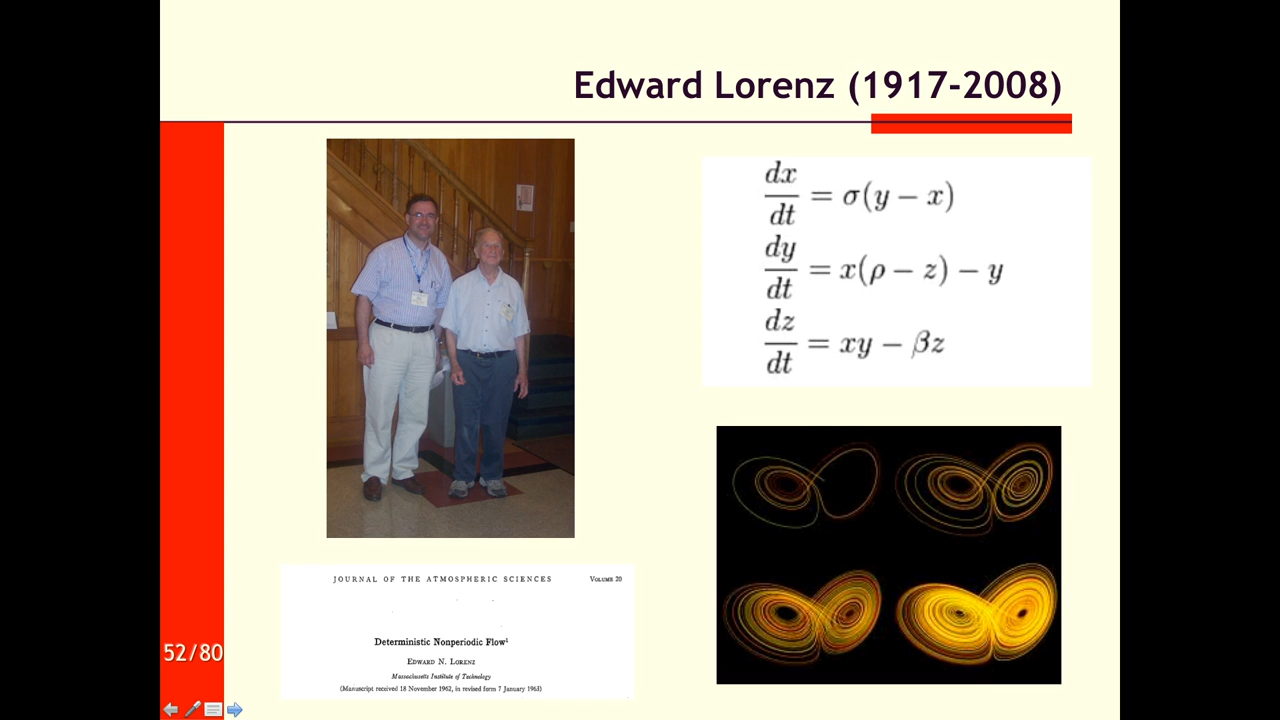 Edward Lorenz (1917-2008)
dx/dt = σ(y − x)
dy/dt = x(ρ − z) − y
dz/dt = xy − βz
JOURNAL OF THE ATMOSPHERIC SCIENCES VOLUME 20
Deterministic Nonperiodic Flow¹
EDWARD N. LORENZ
Massachusetts Institute of Technology
(Manuscript received 18 November 1962, in revised form 7 January 1963)
52/80